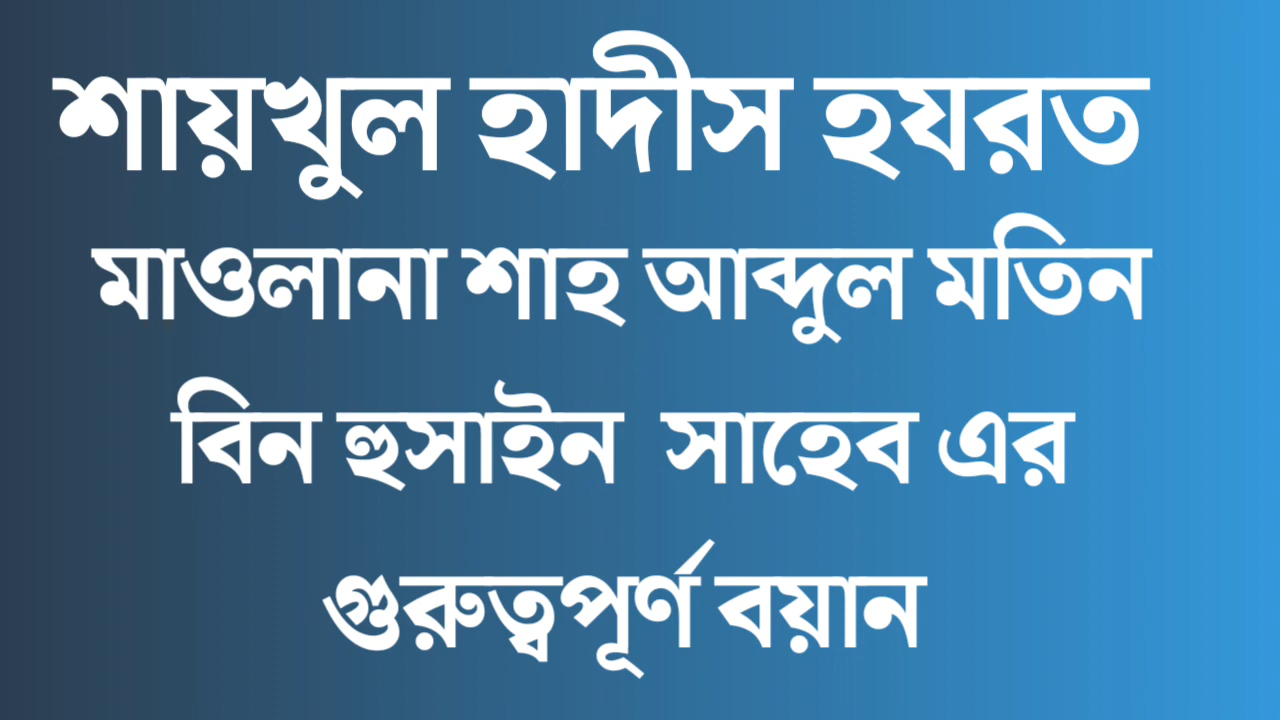 শায়খুল হাদীস হযরত
মাওলানা শাহ আব্দুল মতিন
বিন হুসাইন সাহেব এর
গুরুত্বপূর্ণ বয়ান